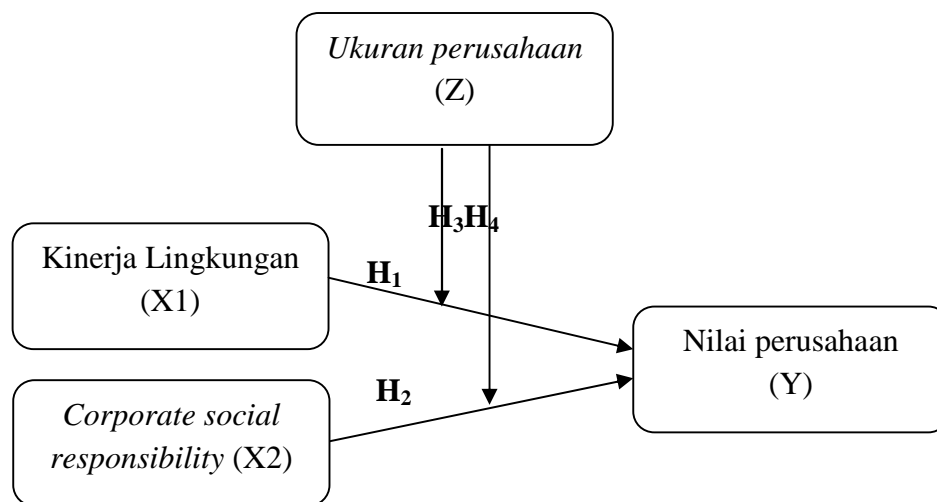 Ukuran perusahaan
(Z)
H₃H₄
Kinerja Lingkungan
(X1)
H₁
Nilai perusahaan
(Y)
H₂
Corporate social
responsibility (X2)